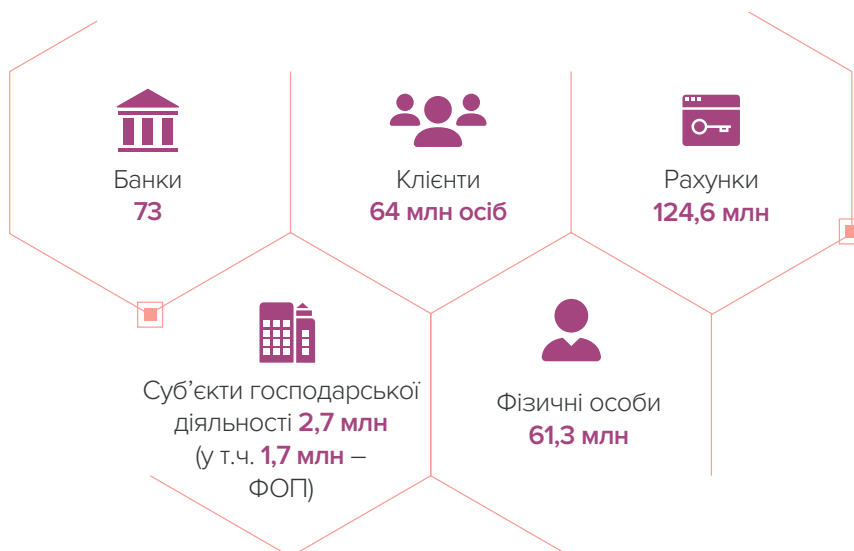 Банки
73
Клієнти
64 млн осіб
Рахунки
124,6 млн
Суб’єкти господарської
діяльності 2,7 млн
(у т.ч. 1,7 млн –
ФОП)
Фізичні особи
61,3 млн